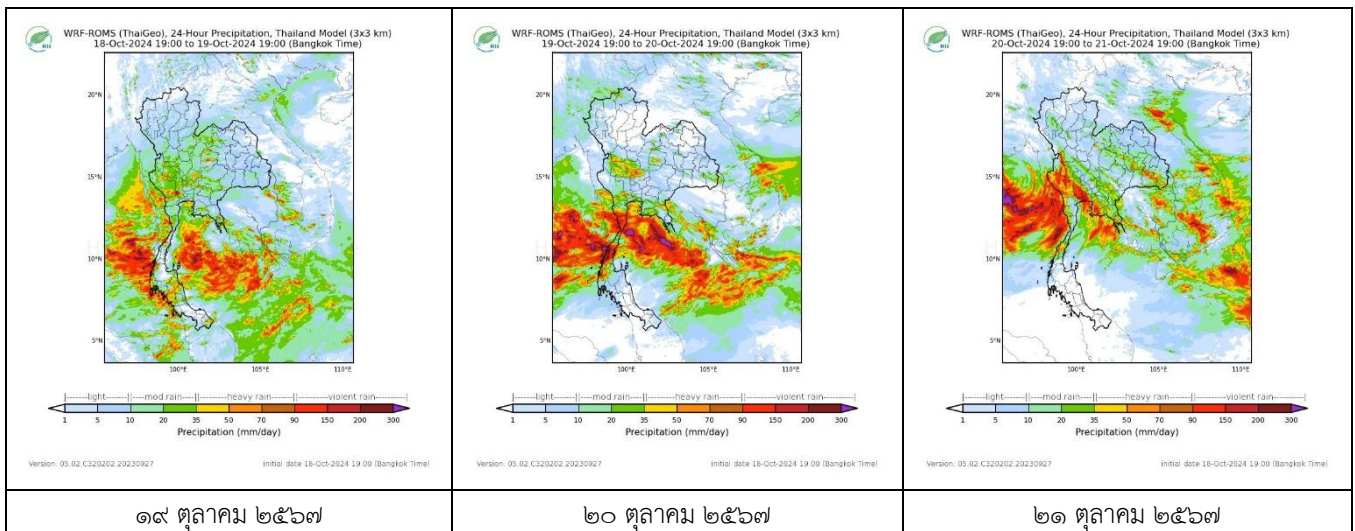 WRF-ROMS (ThaiGeo), 24-Hour Precipitation, Thailand Model (3x3 km)
18-Oct-2024 19:00 to 19-Oct-2024 19:00 (Bangkok Time)
HII
20°N
15°N
10°N
5°N
100°E 105°E 110°E
|-------light------||----mod rain-----||-------heavy rain-------||------violent rain------|
1 5 10 20 35 50 70 90 150 200 300
Precipitation (mm/day)
Version: 05.02.C320202.20230927 initial date 18-Oct-2024 19:00 (Bangkok Time)
๑๙ ตุลาคม ๒๕๖๗
WRF-ROMS (ThaiGeo), 24-Hour Precipitation, Thailand Model (3x3 km)
19-Oct-2024 19:00 to 20-Oct-2024 19:00 (Bangkok Time)
HII
20°N
15°N
10°N
5°N
100°E 105°E 110°E
|-------light------||----mod rain-----||-------heavy rain-------||------violent rain------|
1 5 10 20 35 50 70 90 150 200 300
Precipitation (mm/day)
Version: 05.02.C320202.20230927 initial date 18-Oct-2024 19:00 (Bangkok Time)
๒๐ ตุลาคม ๒๕๖๗
WRF-ROMS (ThaiGeo), 24-Hour Precipitation, Thailand Model (3x3 km)
20-Oct-2024 19:00 to 21-Oct-2024 19:00 (Bangkok Time)
HII
20°N
15°N
10°N
5°N
100°E 105°E 110°E
|-------light------||----mod rain-----||-------heavy rain-------||------violent rain------|
1 5 10 20 35 50 70 90 150 200 300
Precipitation (mm/day)
Version: 05.02.C320202.20230927 initial date 18-Oct-2024 19:00 (Bangkok Time)
๒๑ ตุลาคม ๒๕๖๗